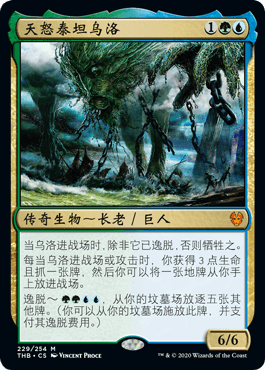 天怒泰坦乌洛 1
传奇生物～长老／巨人
当乌洛进战场时，除非它已逸脱，否则牺牲之。
每当乌洛进战场或攻击时，你获得3点生命
且抓一张牌，然后你可以将一张地牌从你手
上放进战场。
逸脱～，从你的坟墓场放逐五张
其他牌。（你可以从你的坟墓场施放此牌，并支
付其逸脱费用。）
6/6
229/254 M
THB • CS VINCENT PROCE
™ & © 2020 Wizards of the Coast